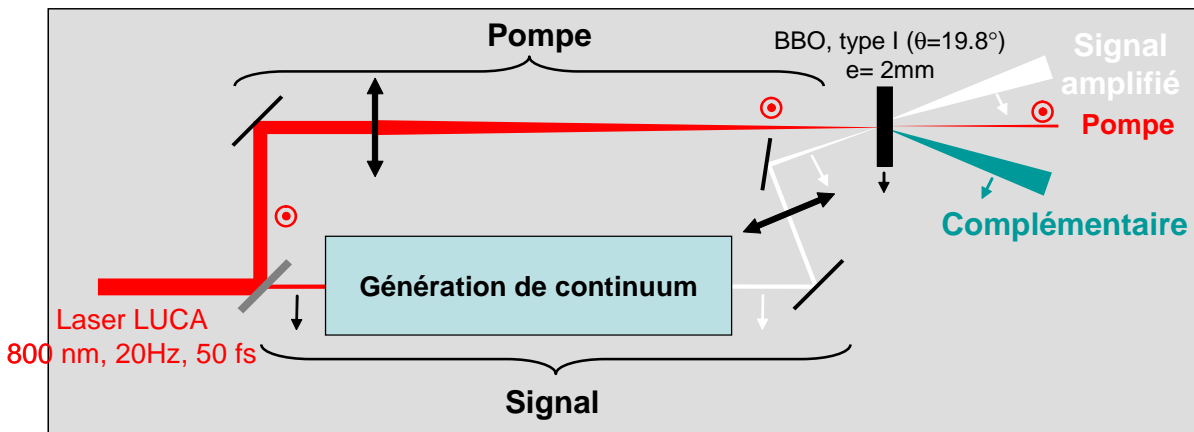 Pompe
BBO, type I (θ=19.8°)
e= 2mm
Signal
amplifié
Pompe
Complémentaire
Génération de continuum
Laser LUCA
800 nm, 20Hz, 50 fs
Signal